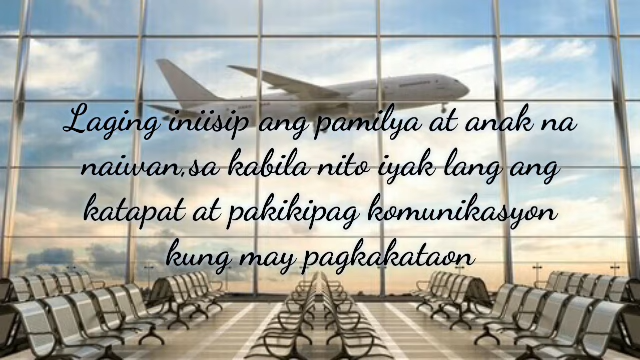 Laging iniisip ang pamilya at anak na
naiwan,sa kabila nito iyak lang ang
katapat at pakikipag komunikasyon
kung may pagkakataon